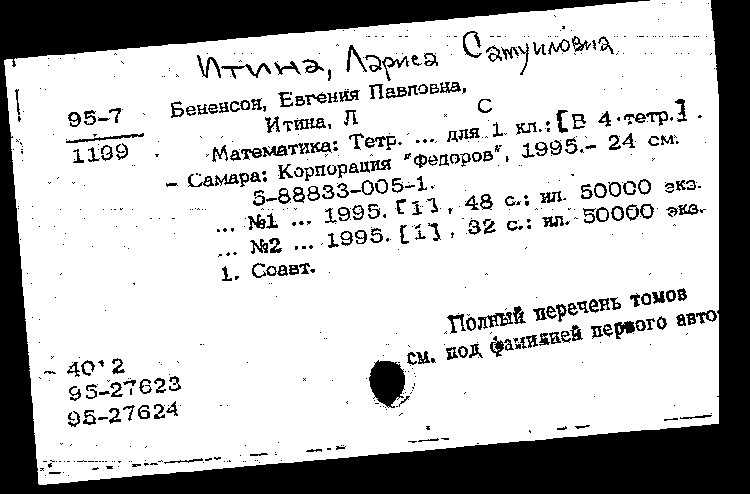 Итина, Лариса Самуиловна
95-7
1199
Бененсон, Евгения Павловна,
Итина, Л С
Математика: Тетр. ... для 1 кл.: [В 4 тетр.] .
- Самара: Корпорация "Федоров", 1995.- 24 см.
5-88833-005-1.
... №1 ... 1995. [1], 48 с.: ил. 50000 экз.
... №2 ... 1995. [1], 32 с.: ил. 50000 экз.
1. Соавт.
Полный перечень томов
см. под фамилией первого авто
40*2
95-27623
95-27624